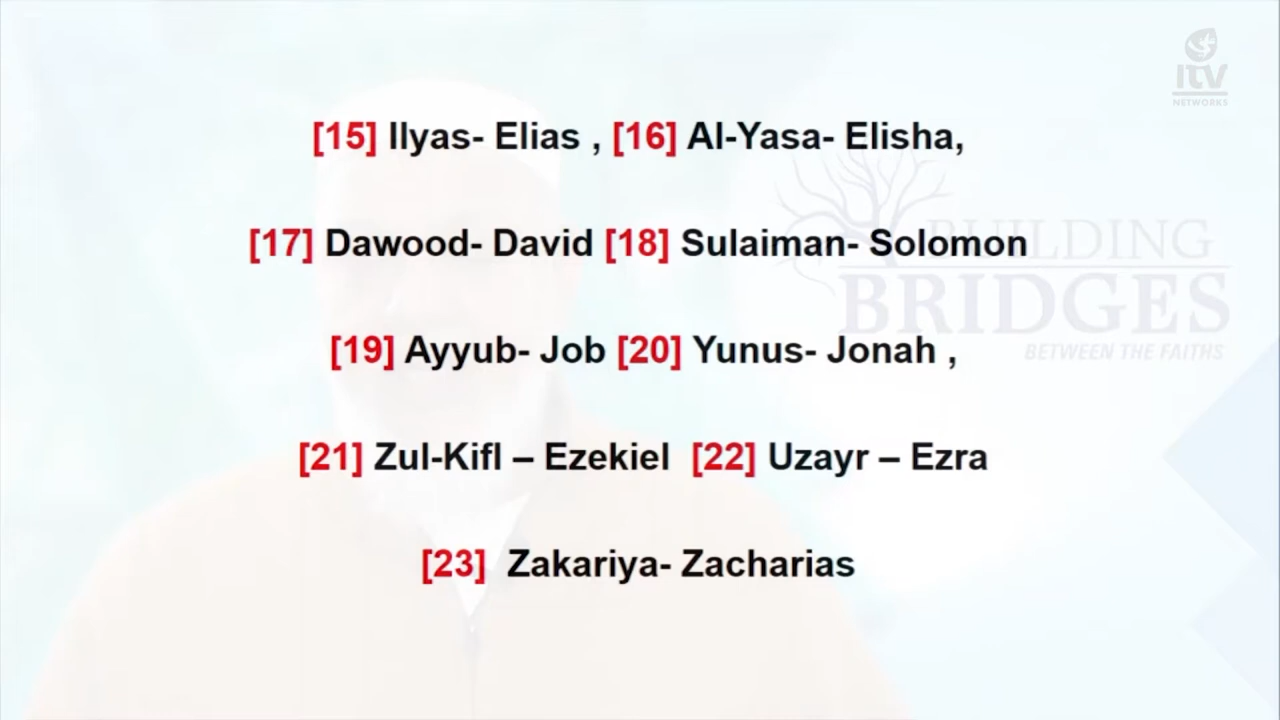 ITV
NETWORKS
[15] Ilyas- Elias , [16] Al-Yasa- Elisha,
[17] Dawood- David [18] Sulaiman- Solomon
BUILDING
BRIDGES
BETWEEN THE FAITHS
[19] Ayyub- Job [20] Yunus- Jonah ,
[21] Zul-Kifl – Ezekiel [22] Uzayr – Ezra
[23] Zakariya- Zacharias